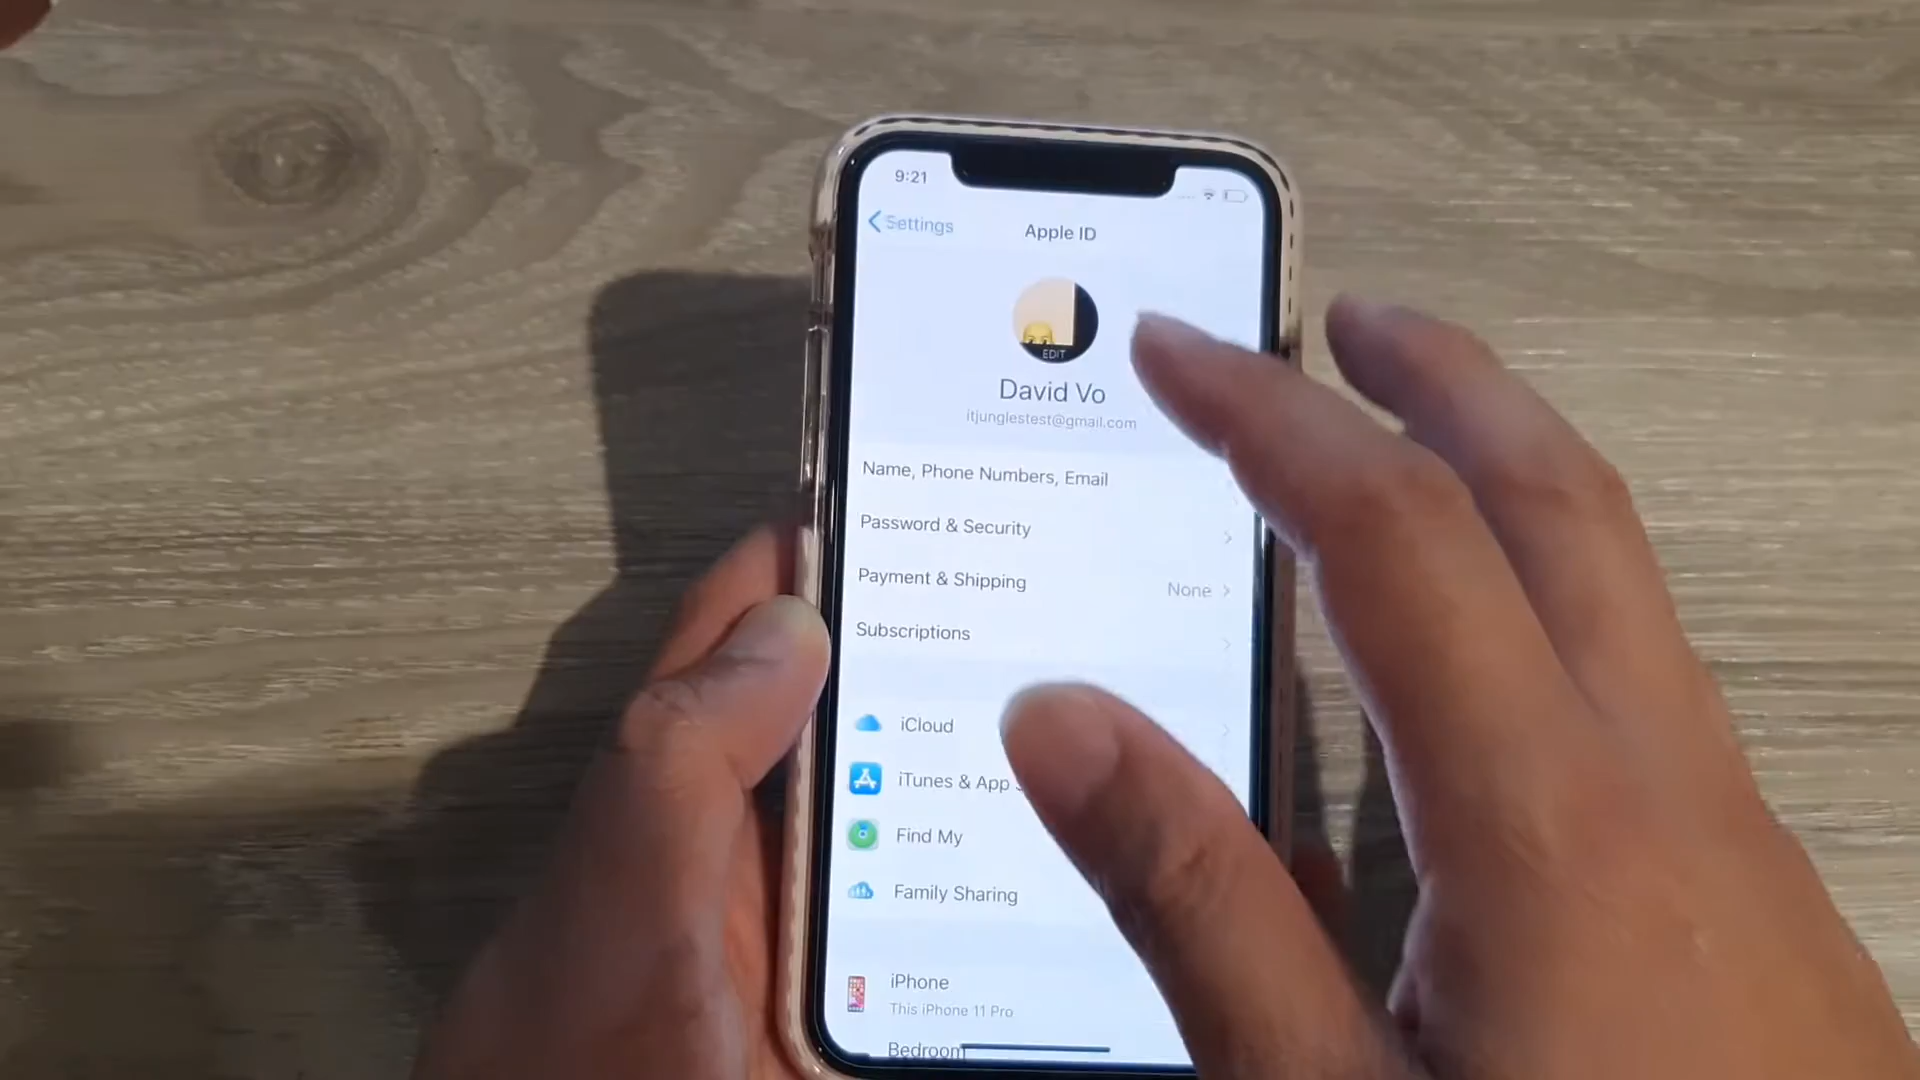 9:21
Settings
Apple ID
EDIT
David Vo
itjunglestest@gmail.com
Name, Phone Numbers, Email
Password & Security
Payment & Shipping
None
Subscriptions
iCloud
iTunes & App
Find My
Family Sharing
iPhone
This iPhone 11 Pro
Bedroom